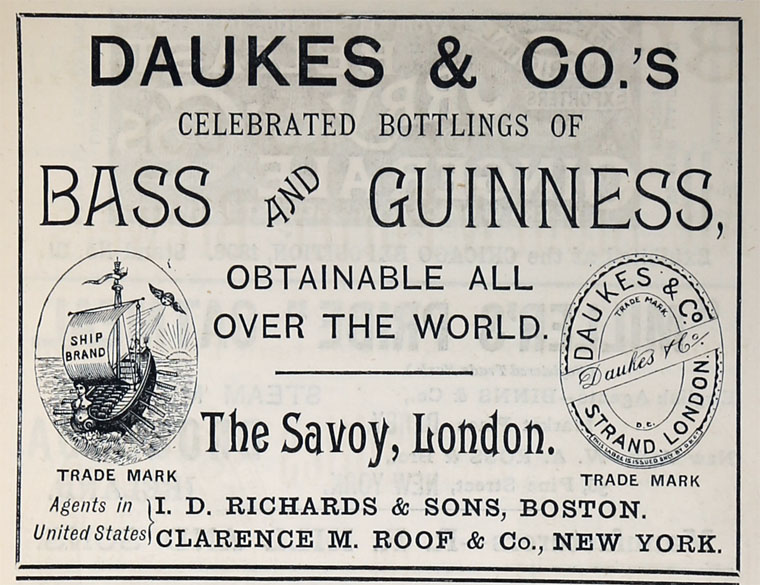 DAUKES & Co.'s
CELEBRATED BOTTLINGS OF
BASS AND GUINNESS,
OBTAINABLE ALL
OVER THE WORLD.
SHIP
BRAND
TRADE MARK
DAUKES & Co.
TRADE MARK
Daukes & Co.
D.C.
STRAND, LONDON.
TRADE MARK
The Savoy, London.
Agents in
United States
I. D. RICHARDS & SONS, BOSTON.
CLARENCE M. ROOF & Co., NEW YORK.